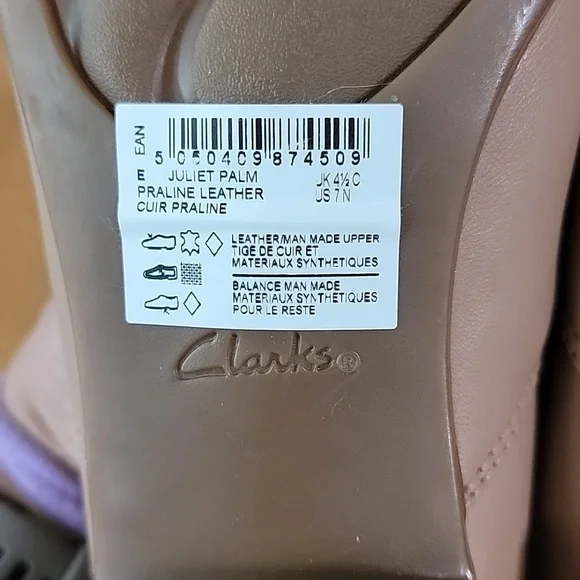 EAN
5 050409 874509
E JULIET PALM
PRALINE LEATHER
CUIR PRALINE
UK 4½ C
US 7 N
LEATHER/MAN MADE UPPER
TIGE DE CUIR ET
MATERIAUX SYNTHETIQUES
BALANCE MAN MADE
MATERIAUX SYNTHETIQUES
POUR LE RESTE
Clarks®